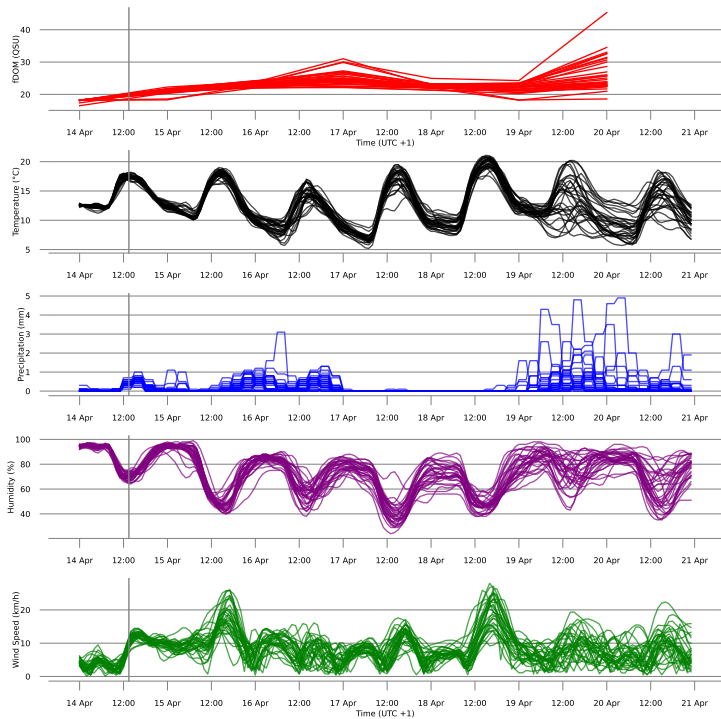 fDOM (QSU)
40
30
20
14 Apr 12:00 15 Apr 12:00 16 Apr 12:00 17 Apr 12:00 18 Apr 12:00 19 Apr 12:00 20 Apr 12:00 21 Apr
Time (UTC +1)
Temperature (°C)
20
15
10
5
14 Apr 12:00 15 Apr 12:00 16 Apr 12:00 17 Apr 12:00 18 Apr 12:00 19 Apr 12:00 20 Apr 12:00 21 Apr
Precipitation (mm)
5
4
3
2
1
0
14 Apr 12:00 15 Apr 12:00 16 Apr 12:00 17 Apr 12:00 18 Apr 12:00 19 Apr 12:00 20 Apr 12:00 21 Apr
Humidity (%)
100
80
60
40
14 Apr 12:00 15 Apr 12:00 16 Apr 12:00 17 Apr 12:00 18 Apr 12:00 19 Apr 12:00 20 Apr 12:00 21 Apr
Wind Speed (km/h)
20
10
0
14 Apr 12:00 15 Apr 12:00 16 Apr 12:00 17 Apr 12:00 18 Apr 12:00 19 Apr 12:00 20 Apr 12:00 21 Apr
Time (UTC +1)